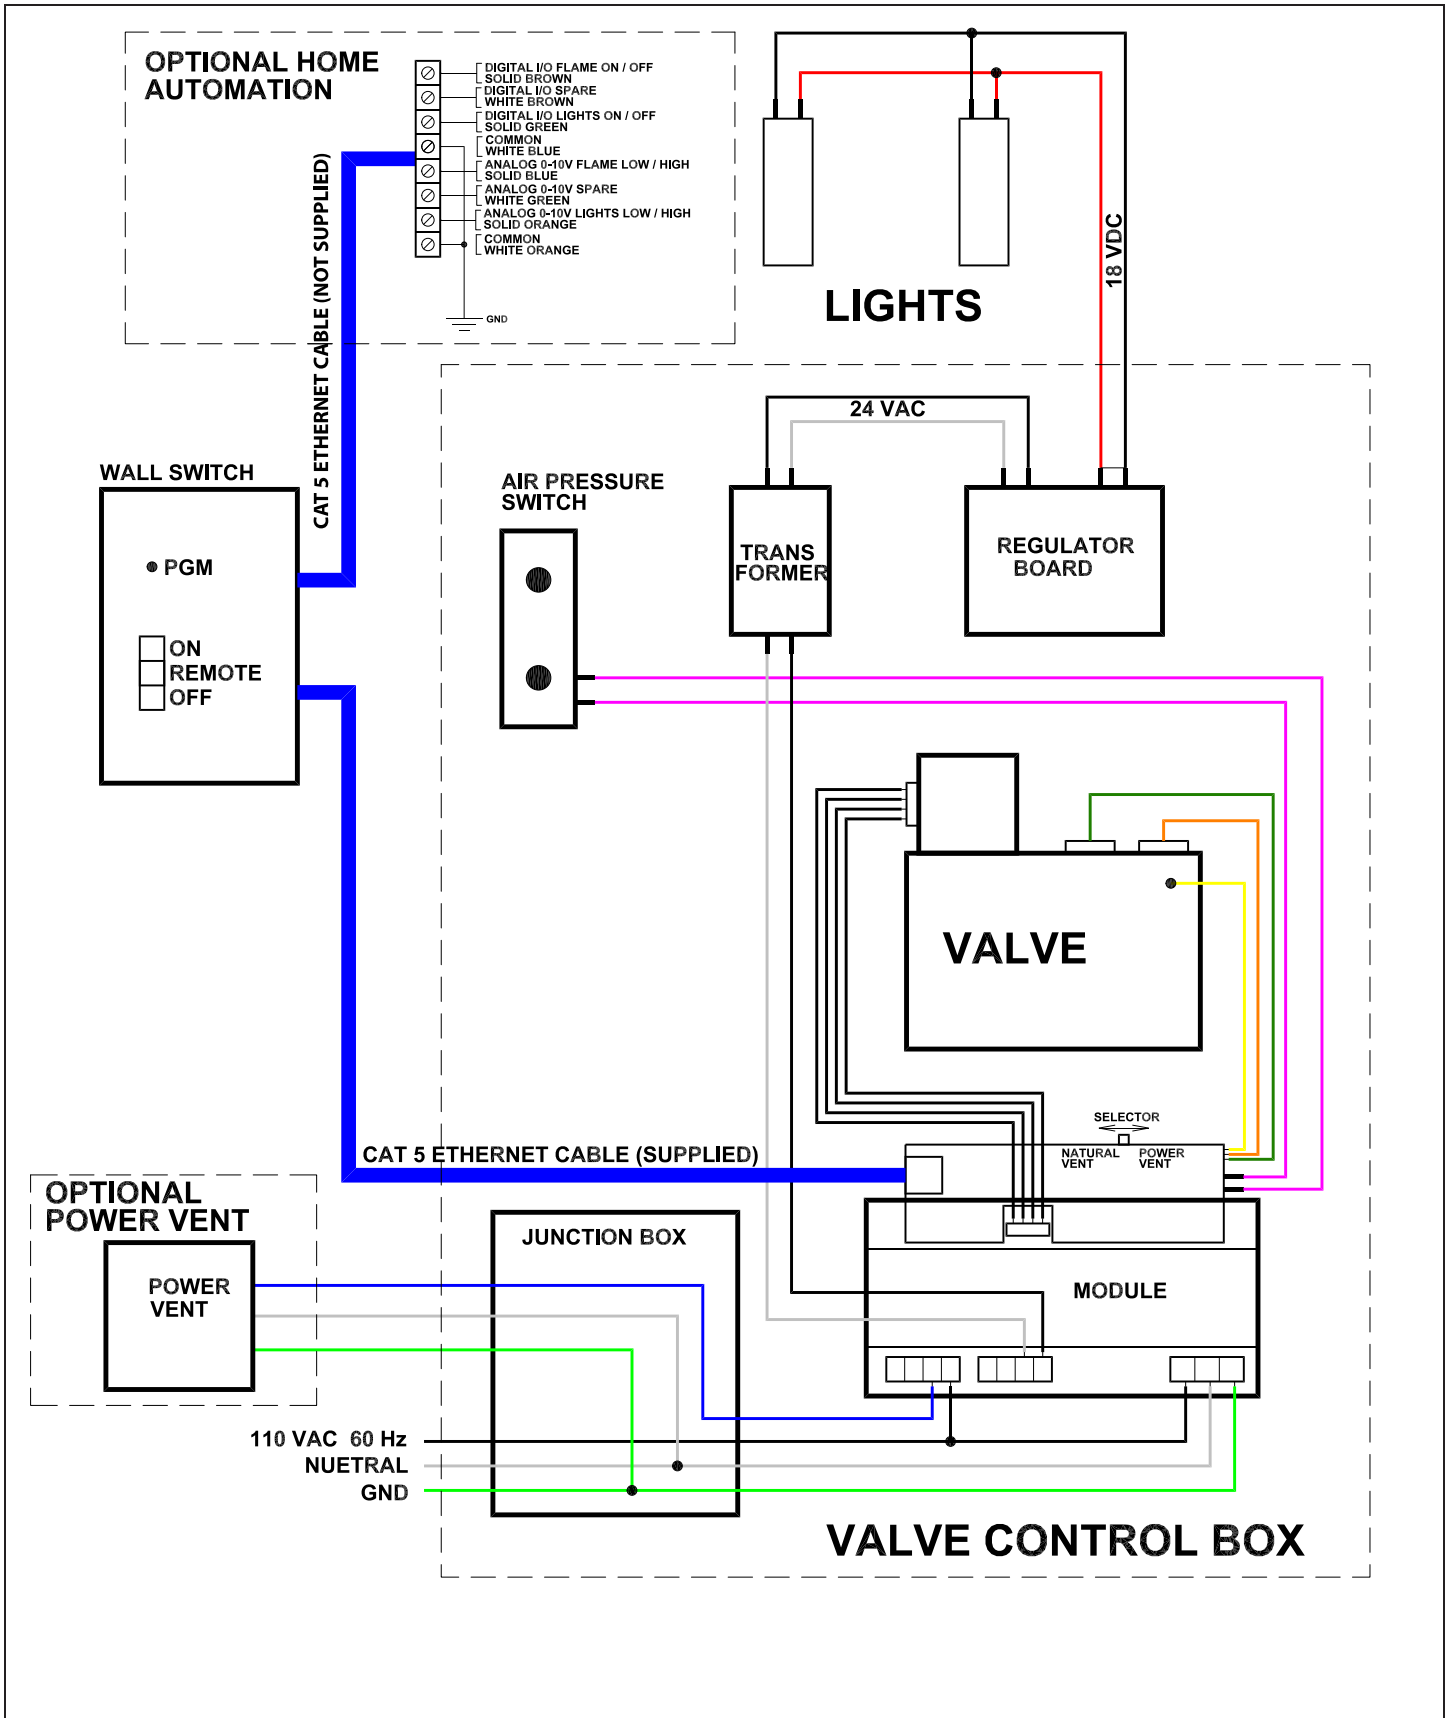 OPTIONAL HOME
AUTOMATION
DIGITAL I/O FLAME ON / OFF
SOLID BROWN
DIGITAL I/O SPARE
WHITE BROWN
DIGITAL I/O LIGHTS ON / OFF
SOLID GREEN
COMMON
WHITE BLUE
ANALOG 0-10V FLAME LOW / HIGH
SOLID BLUE
ANALOG 0-10V SPARE
WHITE GREEN
ANALOG 0-10V LIGHTS LOW / HIGH
SOLID ORANGE
COMMON
WHITE ORANGE
GND
CAT 5 ETHERNET CABLE (NOT SUPPLIED)
LIGHTS
18 VDC
24 VAC
WALL SWITCH
PGM
ON
REMOTE
OFF
AIR PRESSURE
SWITCH
TRANS
FORMER
REGULATOR
BOARD
VALVE
SELECTOR
NATURAL
VENT
POWER
VENT
CAT 5 ETHERNET CABLE (SUPPLIED)
OPTIONAL
POWER VENT
POWER
VENT
JUNCTION BOX
MODULE
110 VAC 60 Hz
NUETRAL
GND
VALVE CONTROL BOX